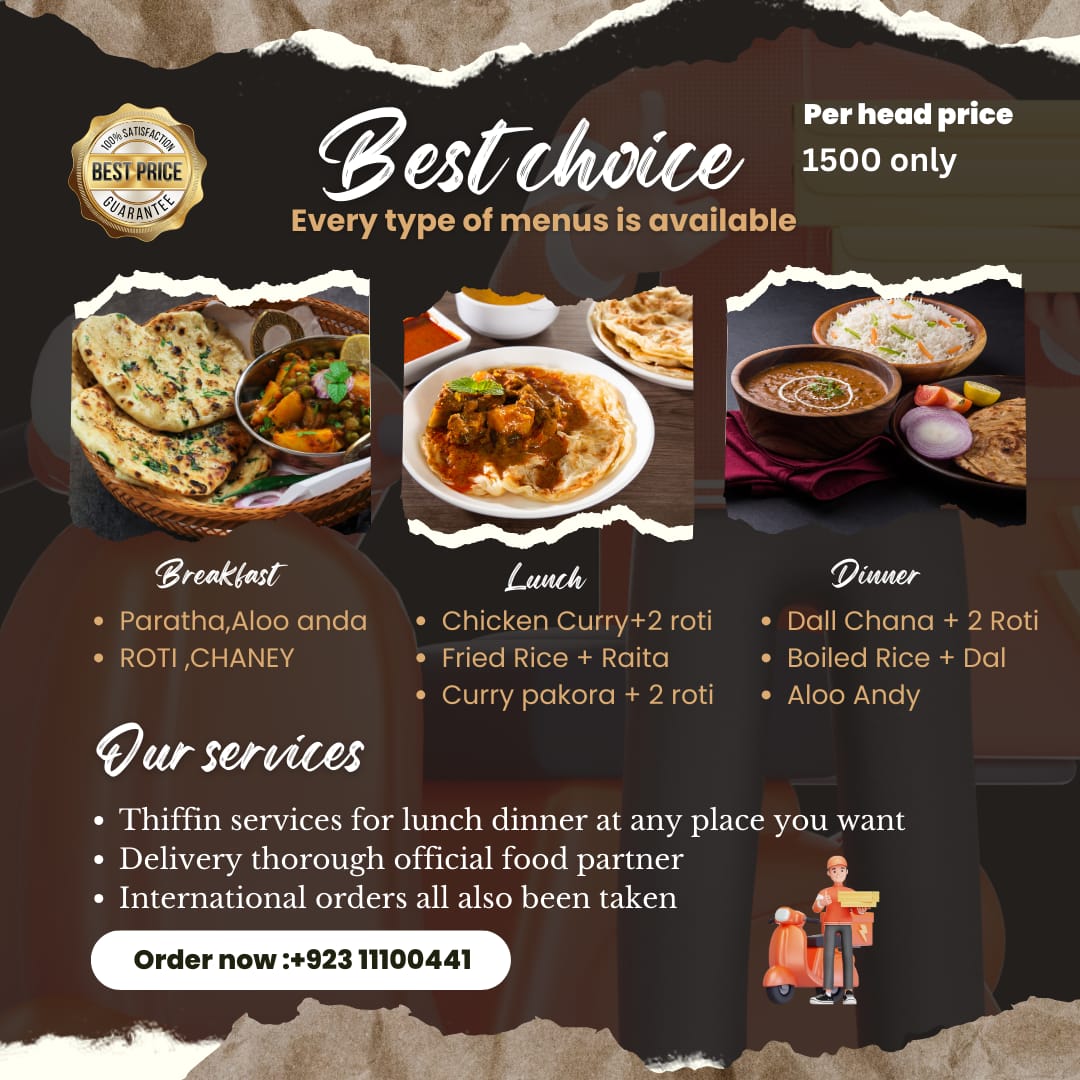 100% SATISFACTION
BEST PRICE
GUARANTEE
Best choice
Every type of menus is available
Per head price
1500 only
Breakfast
• Paratha,Aloo anda
• ROTI ,CHANEY
Lunch
• Chicken Curry+2 roti
• Fried Rice + Raita
• Curry pakora + 2 roti
Dinner
• Dall Chana + 2 Roti
• Boiled Rice + Dal
• Aloo Andy
Our services
• Thiffin services for lunch dinner at any place you want
• Delivery thorough official food partner
• International orders all also been taken
Order now :+923 11100441